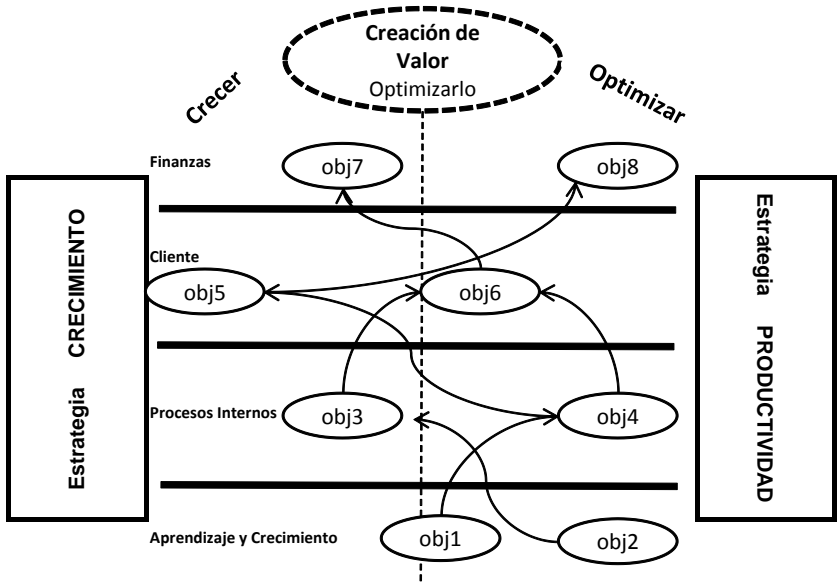 Creación de
Valor
Optimizarlo
Crecer
Optimizar
Finanzas
obj7
obj8
Estrategia CRECIMIENTO
Estrategia PRODUCTIVIDAD
Cliente
obj5
obj6
Procesos Internos
obj3
obj4
Aprendizaje y Crecimiento
obj1
obj2